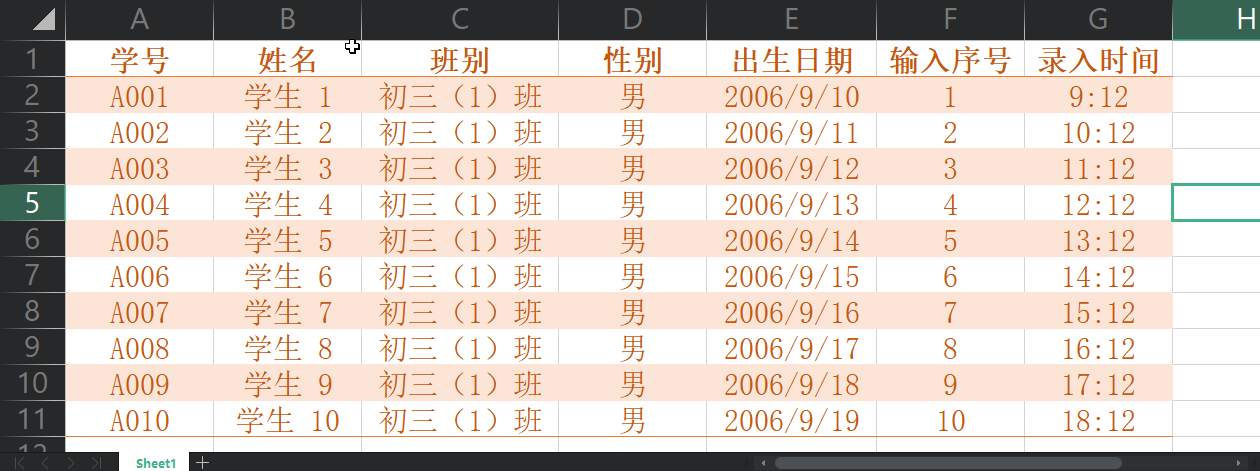 A B C D E F G H
1 学号 姓名 班别 性别 出生日期 输入序号 录入时间
2 A001 学生 1 初三（1）班 男 2006/9/10 1 9:12
3 A002 学生 2 初三（1）班 男 2006/9/11 2 10:12
4 A003 学生 3 初三（1）班 男 2006/9/12 3 11:12
5 A004 学生 4 初三（1）班 男 2006/9/13 4 12:12
6 A005 学生 5 初三（1）班 男 2006/9/14 5 13:12
7 A006 学生 6 初三（1）班 男 2006/9/15 6 14:12
8 A007 学生 7 初三（1）班 男 2006/9/16 7 15:12
9 A008 学生 8 初三（1）班 男 2006/9/17 8 16:12
10 A009 学生 9 初三（1）班 男 2006/9/18 9 17:12
11 A010 学生 10 初三（1）班 男 2006/9/19 10 18:12
Sheet1